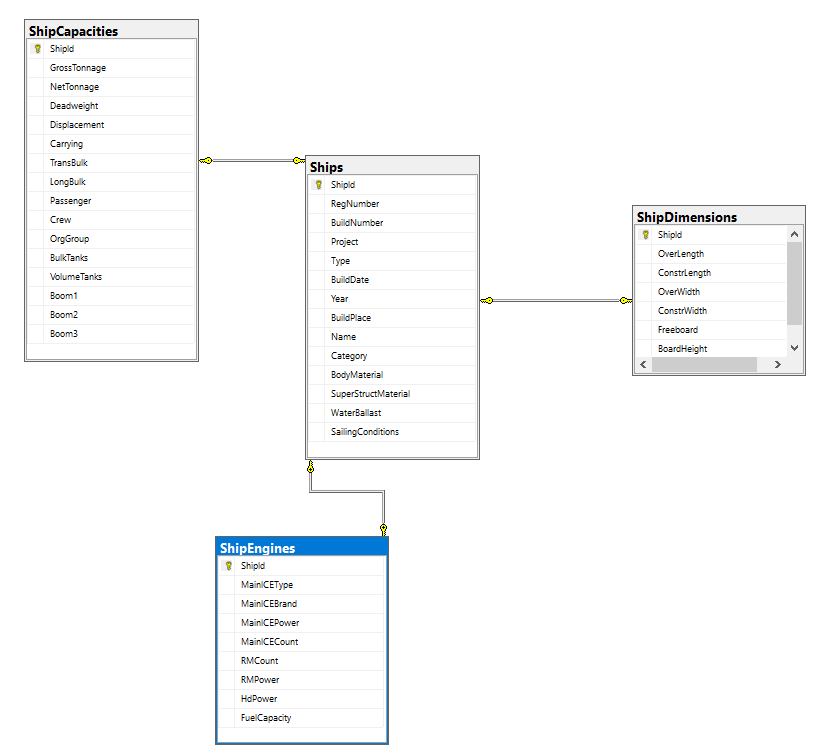 ShipCapacities
ShipId
GrossTonnage
NetTonnage
Deadweight
Displacement
Carrying
TransBulk
LongBulk
Passenger
Crew
OrgGroup
BulkTanks
VolumeTanks
Boom1
Boom2
Boom3
Ships
ShipId
RegNumber
BuildNumber
Project
Type
BuildDate
Year
BuildPlace
Name
Category
BodyMaterial
SuperStructMaterial
WaterBallast
SailingConditions
ShipDimensions
ShipId
OverLength
ConstrLength
OverWidth
ConstrWidth
Freeboard
BoardHeight
ShipEngines
ShipId
MainICEType
MainICEBrand
MainICEPower
MainICECount
RMCount
RMPower
HdPower
FuelCapacity